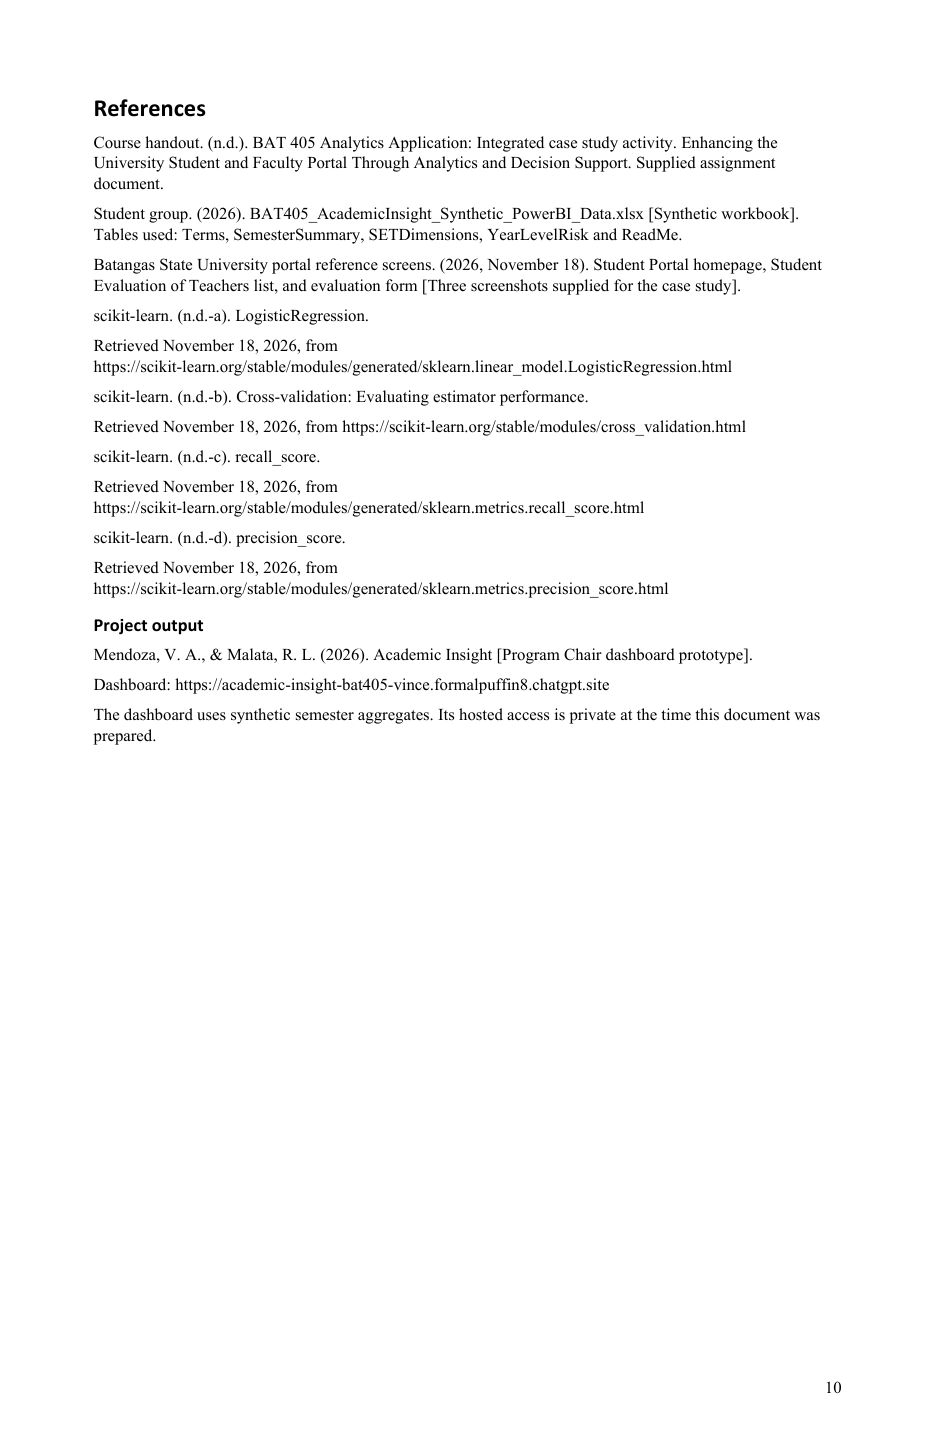 References
Course handout. (n.d.). BAT 405 Analytics Application: Integrated case study activity. Enhancing the
University Student and Faculty Portal Through Analytics and Decision Support. Supplied assignment
document.
Student group. (2026). BAT405_AcademicInsight_Synthetic_PowerBI_Data.xlsx [Synthetic workbook].
Tables used: Terms, SemesterSummary, SETDimensions, YearLevelRisk and ReadMe.
Batangas State University portal reference screens. (2026, November 18). Student Portal homepage, Student
Evaluation of Teachers list, and evaluation form [Three screenshots supplied for the case study].
scikit-learn. (n.d.-a). LogisticRegression.
Retrieved November 18, 2026, from
https://scikit-learn.org/stable/modules/generated/sklearn.linear_model.LogisticRegression.html
scikit-learn. (n.d.-b). Cross-validation: Evaluating estimator performance.
Retrieved November 18, 2026, from https://scikit-learn.org/stable/modules/cross_validation.html
scikit-learn. (n.d.-c). recall_score.
Retrieved November 18, 2026, from
https://scikit-learn.org/stable/modules/generated/sklearn.metrics.recall_score.html
scikit-learn. (n.d.-d). precision_score.
Retrieved November 18, 2026, from
https://scikit-learn.org/stable/modules/generated/sklearn.metrics.precision_score.html
Project output
Mendoza, V. A., & Malata, R. L. (2026). Academic Insight [Program Chair dashboard prototype].
Dashboard: https://academic-insight-bat405-vince.formalpuffin8.chatgpt.site
The dashboard uses synthetic semester aggregates. Its hosted access is private at the time this document was
prepared.
10